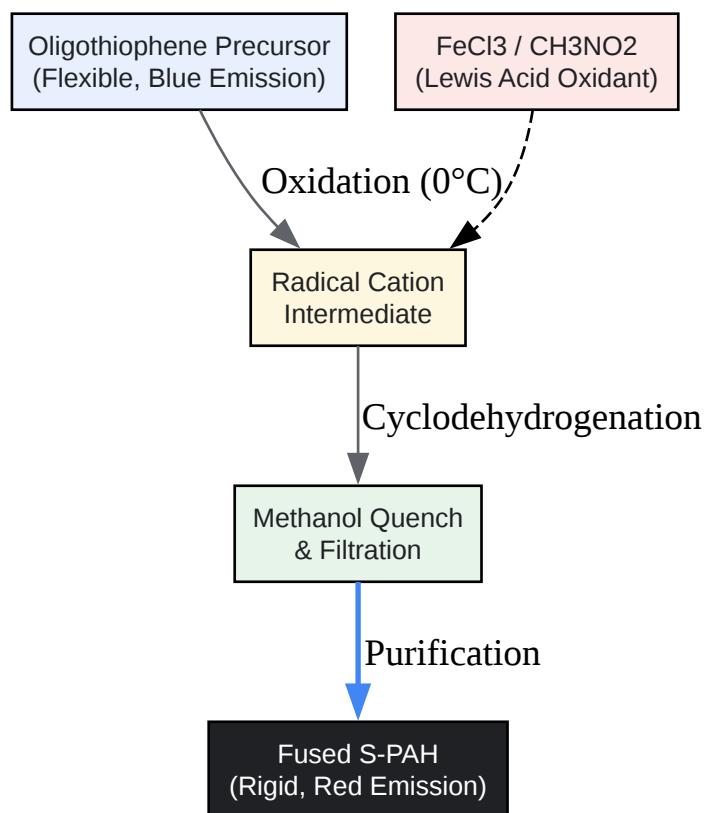 Oligothiophene Precursor
(Flexible, Blue Emission)
FeCl3 / CH3NO2
(Lewis Acid Oxidant)
Oxidation (0°C)
Radical Cation
Intermediate
Cyclodehydrogenation
Methanol Quench
& Filtration
Purification
Fused S-PAH
(Rigid, Red Emission)